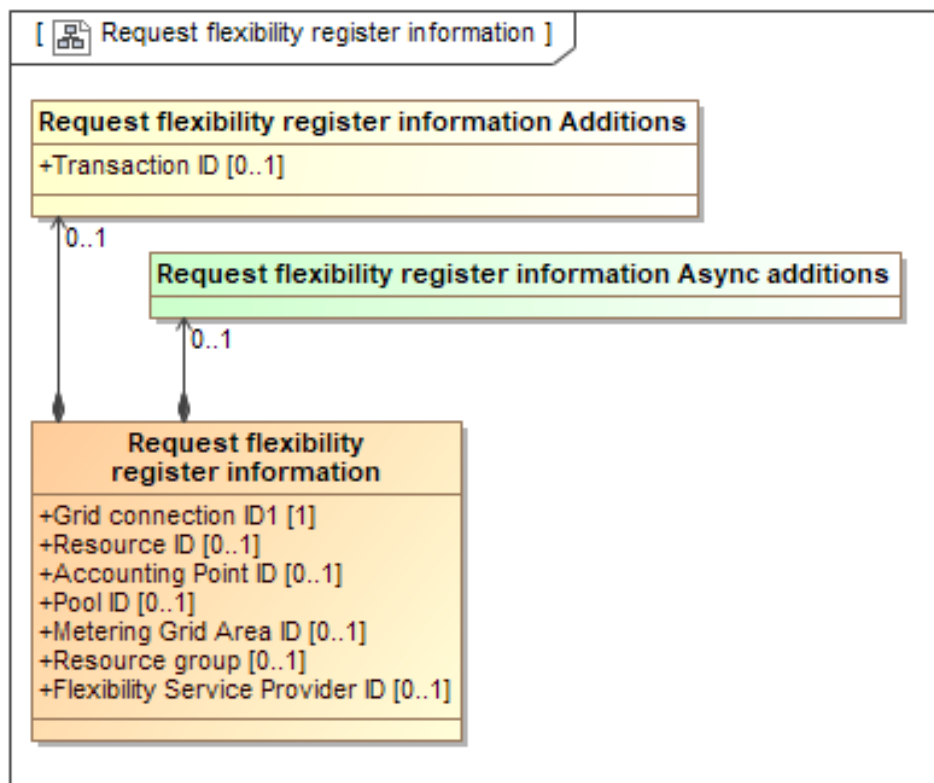 [ Request flexibility register information ]
Request flexibility register information Additions
+Transaction ID [0..1]
0..1
Request flexibility register information Async additions
0..1
Request flexibility
register information
+Grid connection ID1 [1]
+Resource ID [0..1]
+Accounting Point ID [0..1]
+Pool ID [0..1]
+Metering Grid Area ID [0..1]
+Resource group [0..1]
+Flexibility Service Provider ID [0..1]